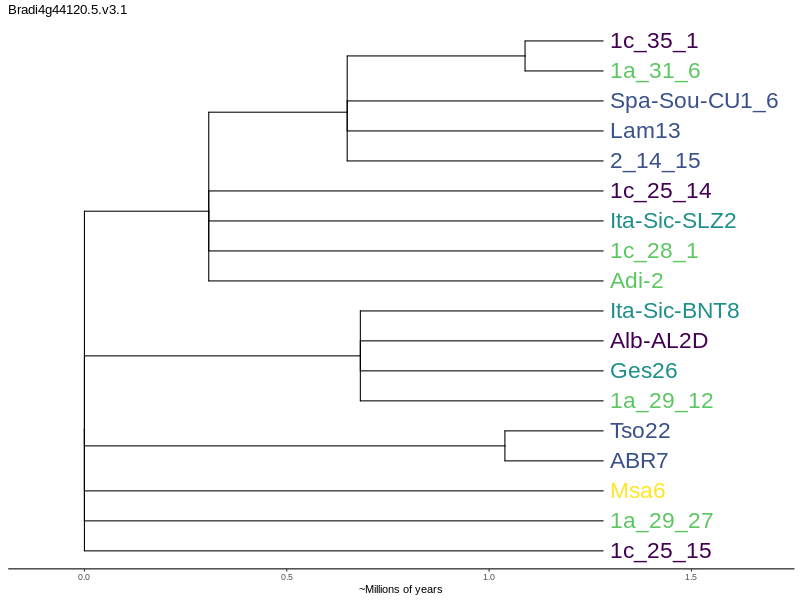 Bradi4g44120.5.v3.1
1c_35_1
1a_31_6
Spa-Sou-CU1_6
Lam13
2_14_15
1c_25_14
Ita-Sic-SLZ2
1c_28_1
Adi-2
Ita-Sic-BNT8
Alb-AL2D
Ges26
1a_29_12
Tso22
ABR7
Msa6
1a_29_27
1c_25_15
0.0 0.5 1.0 1.5
~Millions of years